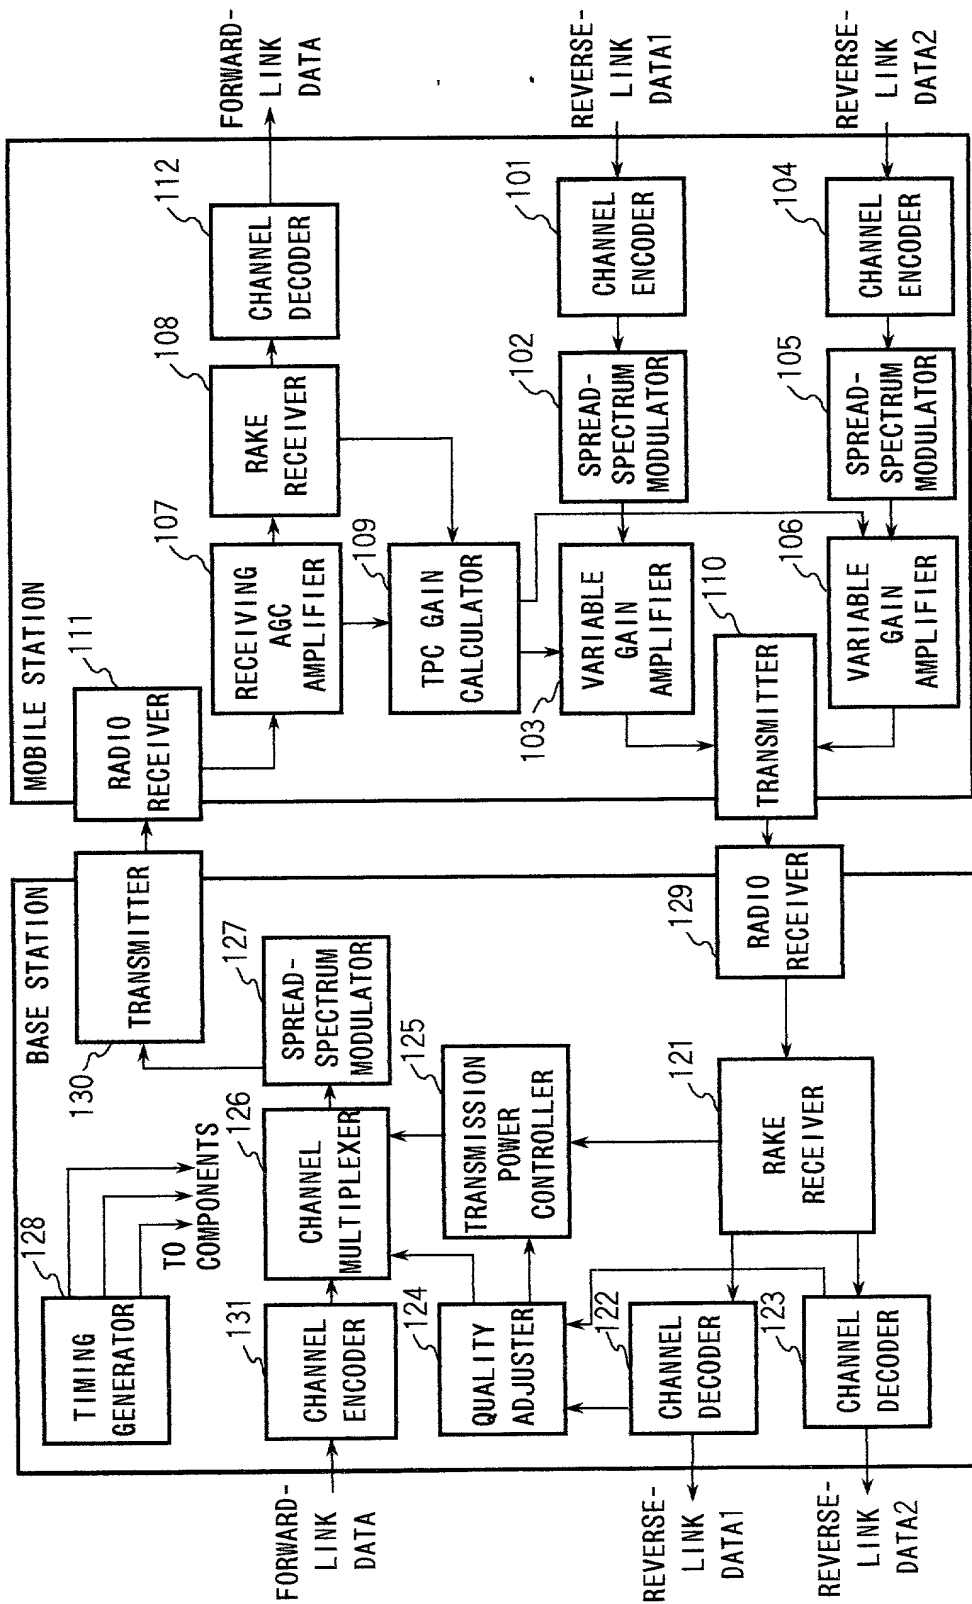 BASE STATION
128
TIMING
GENERATOR
TO
COMPONENTS
130
TRANSMITTER
FORWARD-
LINK
DATA
131
CHANNEL
ENCODER
126
CHANNEL
MULTIPLEXER
127
SPREAD-
SPECTRUM
MODULATOR
124
QUALITY
ADJUSTER
125
TRANSMISSION
POWER
CONTROLLER
REVERSE-
LINK
DATA1
122
CHANNEL
DECODER
121
RAKE
RECEIVER
129
RADIO
RECEIVER
REVERSE-
LINK
DATA2
123
CHANNEL
DECODER
MOBILE STATION
111
RADIO
RECEIVER
107
RECEIVING
AGC
AMPLIFIER
108
RAKE
RECEIVER
112
CHANNEL
DECODER
FORWARD-
LINK
DATA
109
TPC GAIN
CALCULATOR
103
VARIABLE
GAIN
AMPLIFIER
102
SPREAD-
SPECTRUM
MODULATOR
101
CHANNEL
ENCODER
REVERSE-
LINK
DATA1
110
TRANSMITTER
106
VARIABLE
GAIN
AMPLIFIER
105
SPREAD-
SPECTRUM
MODULATOR
104
CHANNEL
ENCODER
REVERSE-
LINK
DATA2